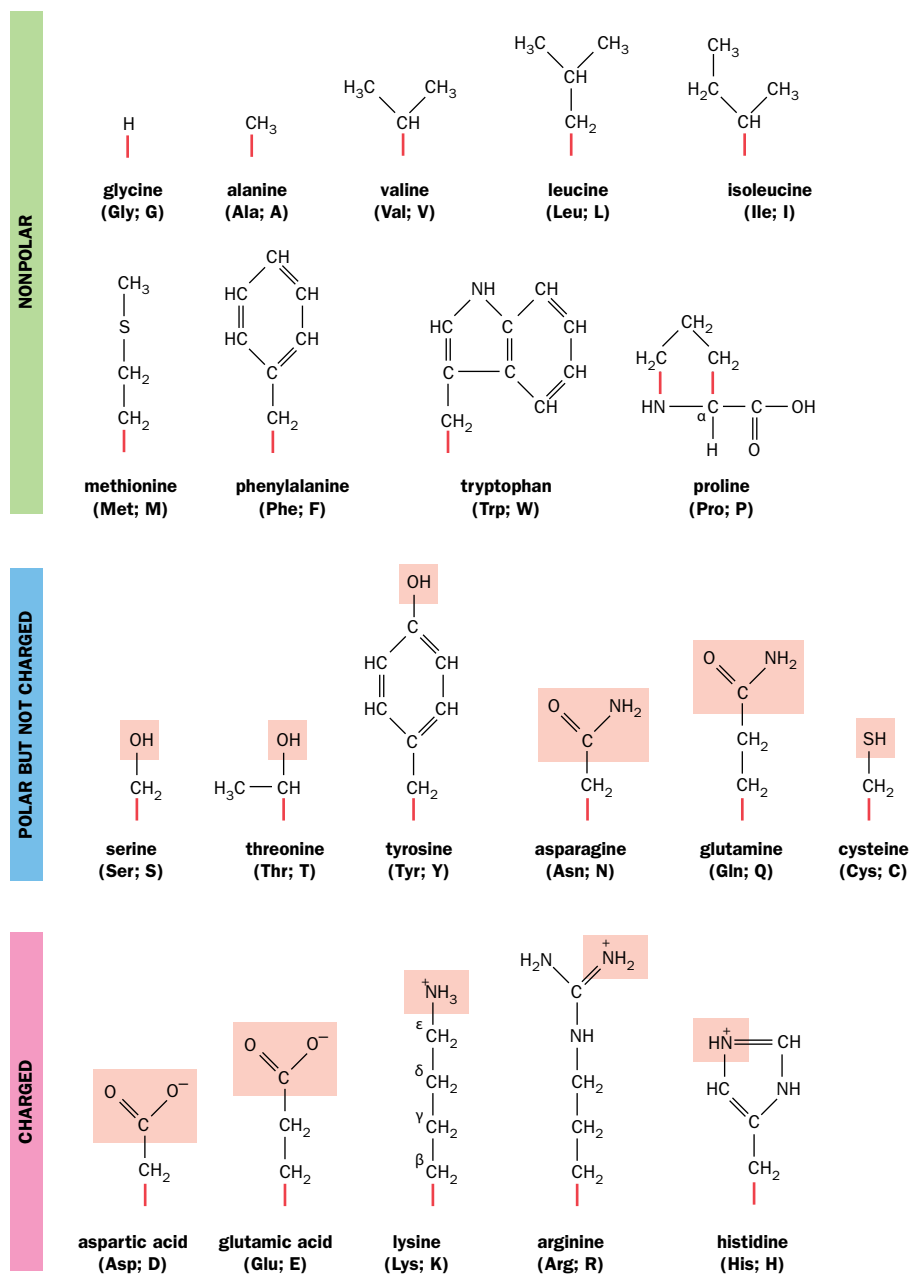 NONPOLAR
H
CH3
H3C CH3
CH
H3C CH3
CH
CH2
CH3
H2C CH3
CH
glycine
(Gly; G)
alanine
(Ala; A)
valine
(Val; V)
leucine
(Leu; L)
isoleucine
(Ile; I)
CH3
S
CH2
CH2
CH
HC CH
HC CH
C
CH2
NH CH
HC C CH
C C CH
CH
CH2
CH2
H2C CH2
HN C C OH
α
H O
methionine
(Met; M)
phenylalanine
(Phe; F)
tryptophan
(Trp; W)
proline
(Pro; P)
POLAR BUT NOT CHARGED
OH
CH2
OH
H3C CH
OH
C
HC CH
HC CH
C
CH2
O NH2
C
CH2
O NH2
C
CH2
CH2
SH
CH2
serine
(Ser; S)
threonine
(Thr; T)
tyrosine
(Tyr; Y)
asparagine
(Asn; N)
glutamine
(Gln; Q)
cysteine
(Cys; C)
CHARGED
O O−
C
CH2
O O−
C
CH2
CH2
+
NH3
ε
CH2
δ
CH2
γ
CH2
β
CH2
+
H2N NH2
C
NH
CH2
CH2
CH2
+
HN CH
HC NH
C
CH2
aspartic acid
(Asp; D)
glutamic acid
(Glu; E)
lysine
(Lys; K)
arginine
(Arg; R)
histidine
(His; H)